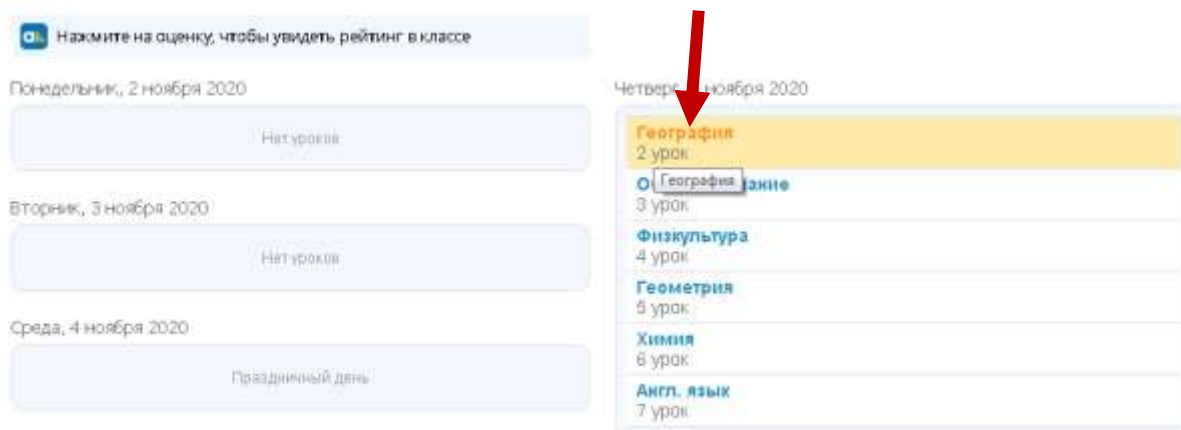 Нажмите на оценку, чтобы увидеть рейтинг в классе
Понедельник, 2 ноября 2020
Нет уроков
Вторник, 3 ноября 2020
Нет уроков
Среда, 4 ноября 2020
Праздничный день
Четверг ноября 2020
География
2 урок
География
3 урок
Физкультура
4 урок
Геометрия
5 урок
Химия
6 урок
Англ. язык
7 урок